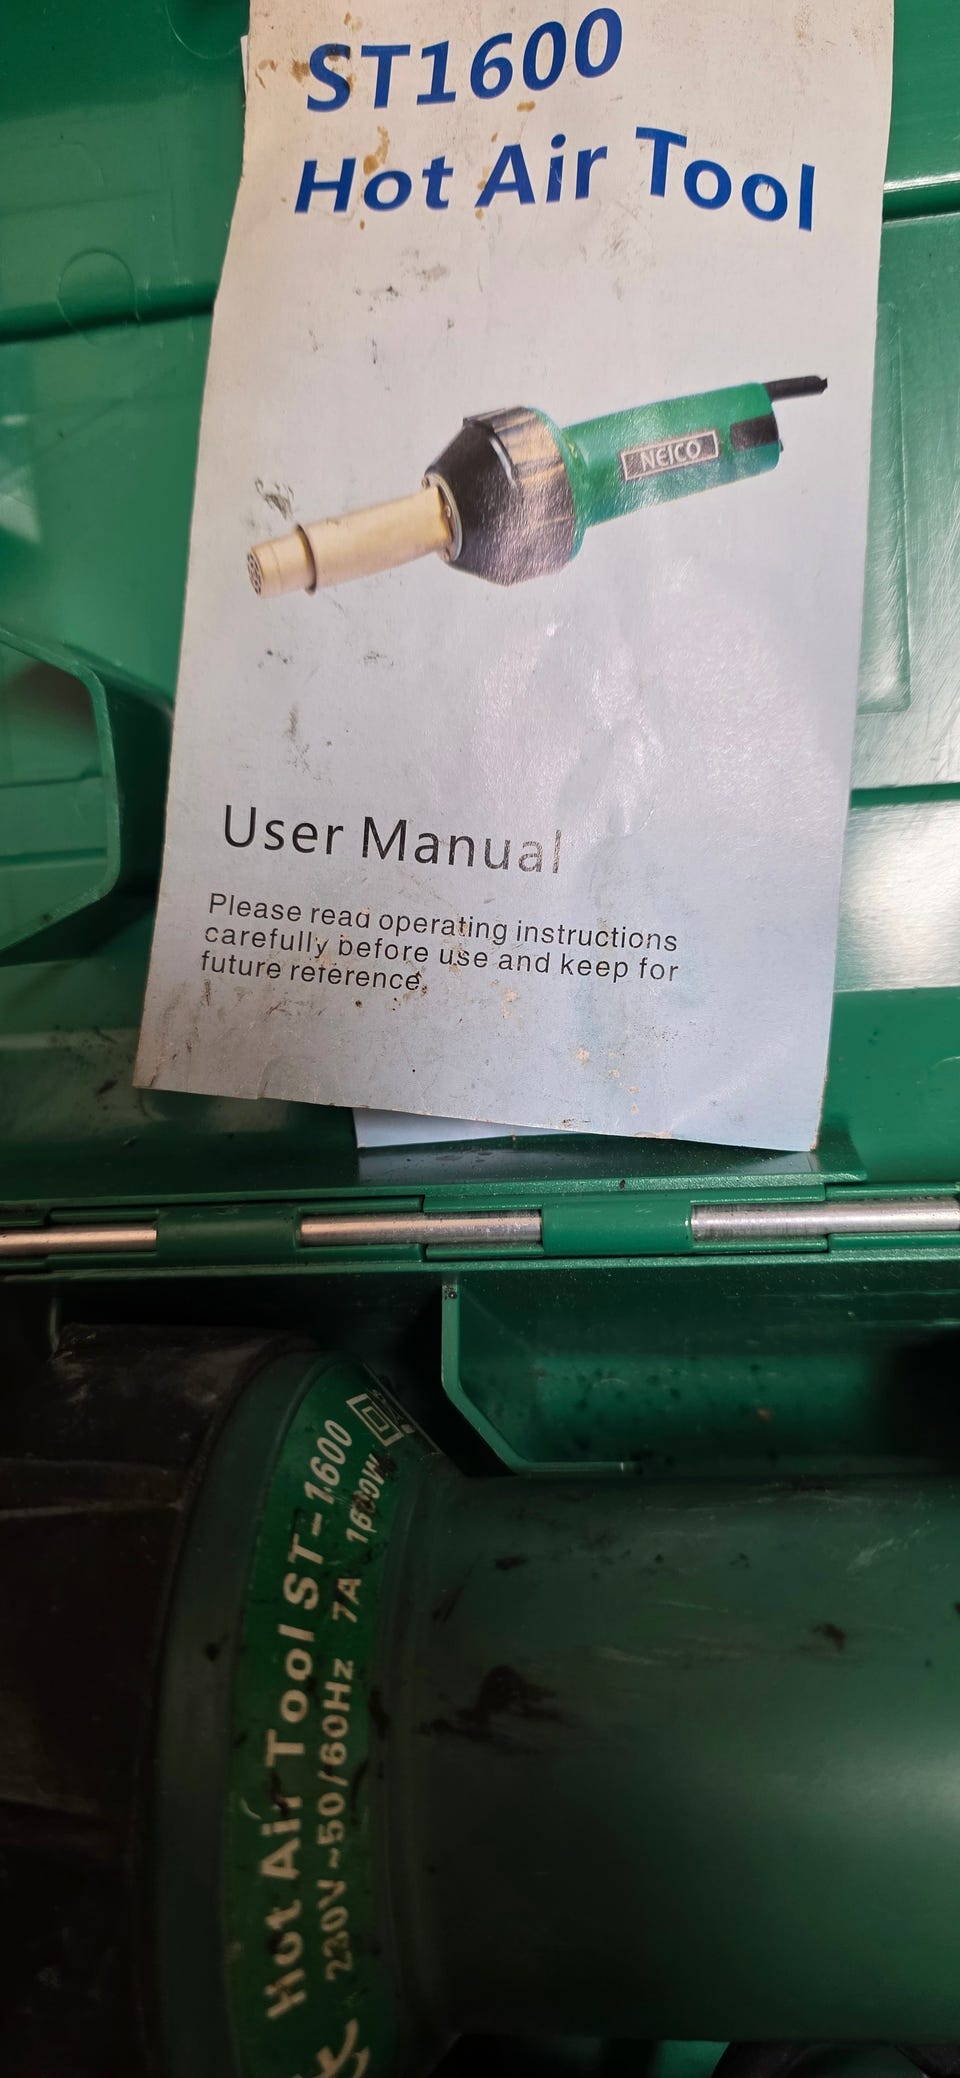 ST1600
Hot Air Tool
NEICO
User Manual
Please read operating instructions
carefully before use and keep for
future reference.
Hot Air Tool ST-1600
230V~50/60Hz 7A 1600W